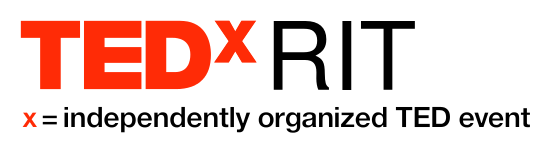 TEDx RIT
x = independently organized TED event